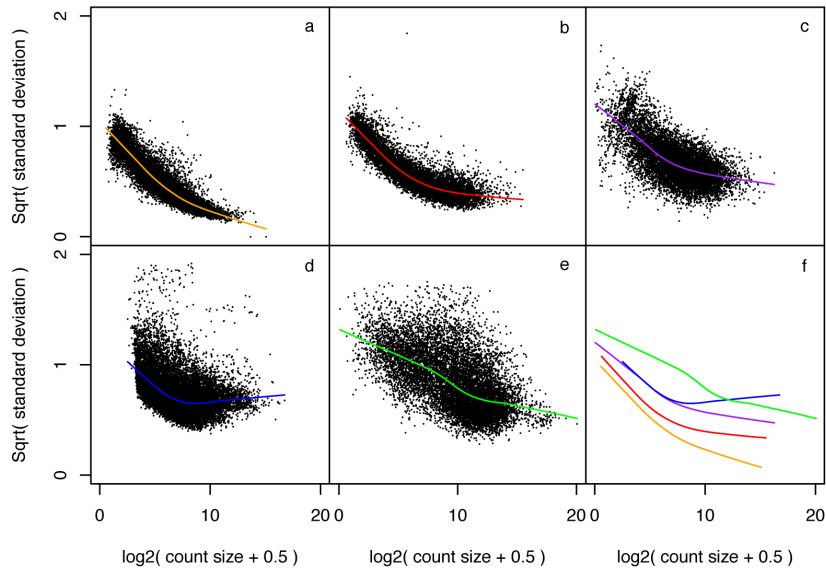 2
a
b
c
1
0
Sqrt( standard deviation )
2
d
e
f
1
0
Sqrt( standard deviation )
0 10 20 0 10 20 0 10 20
log2( count size + 0.5 ) log2( count size + 0.5 ) log2( count size + 0.5 )